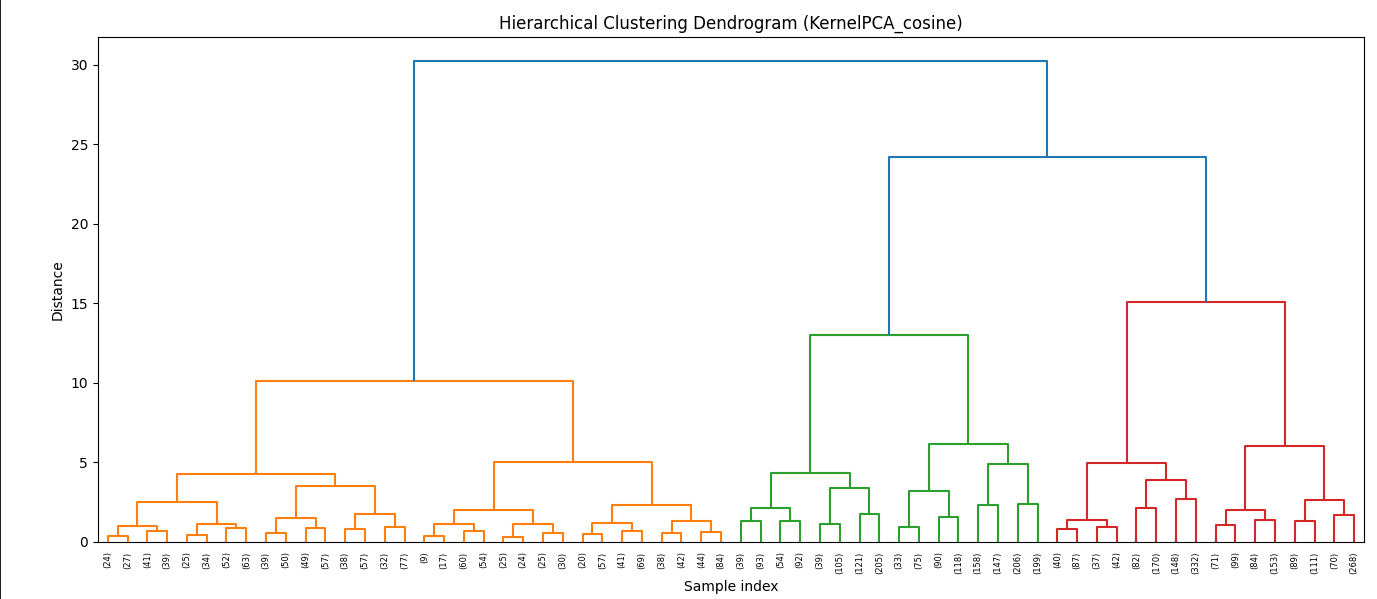 Hierarchical Clustering Dendrogram (KernelPCA_cosine)
30
25
20
15
10
5
0
Distance
(24) (27) (41) (39) (25) (34) (52) (63) (39) (50) (49) (57) (38) (57) (32) (77) (9) (17) (60) (54) (24) (25) (25) (30) (20) (57) (41) (69) (38) (42) (44) (84) (39) (93) (54) (92) (39) (105) (121) (205) (33) (75) (90) (118) (158) (147) (206) (199) (40) (87) (37) (42) (82) (170) (148) (332) (71) (99) (84) (153) (89) (111) (70) (268)
Sample index